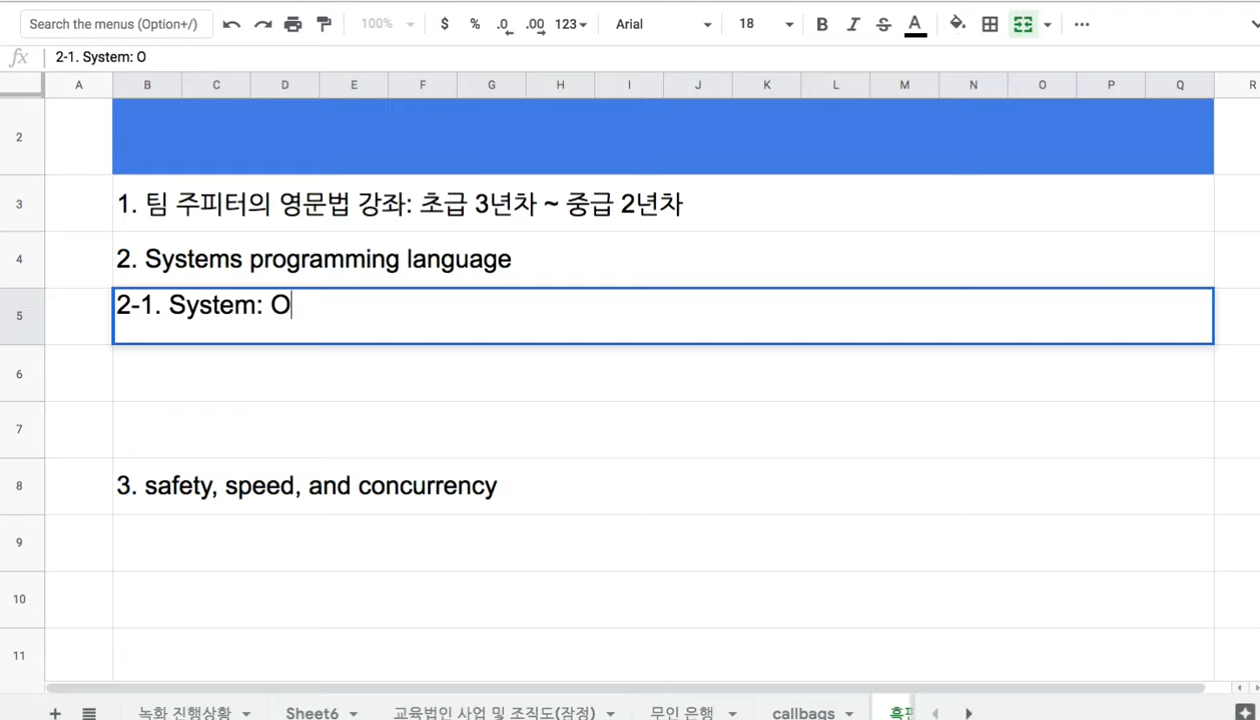 Search the menus (Option+/)
100%
$ % .0 .00 123
Arial
18
B I S A
fx 2-1. System: O
A B C D E F G H I J K L M N O P Q R
2
3 1. 팀 주피터의 영문법 강좌: 초급 3년차 ~ 중급 2년차
4 2. Systems programming language
5 2-1. System: O
6
7
8 3. safety, speed, and concurrency
9
10
11
녹화 진행상황 Sheet6 교육법인 사업 및 조직도(잠정) 무인 은행 callbags